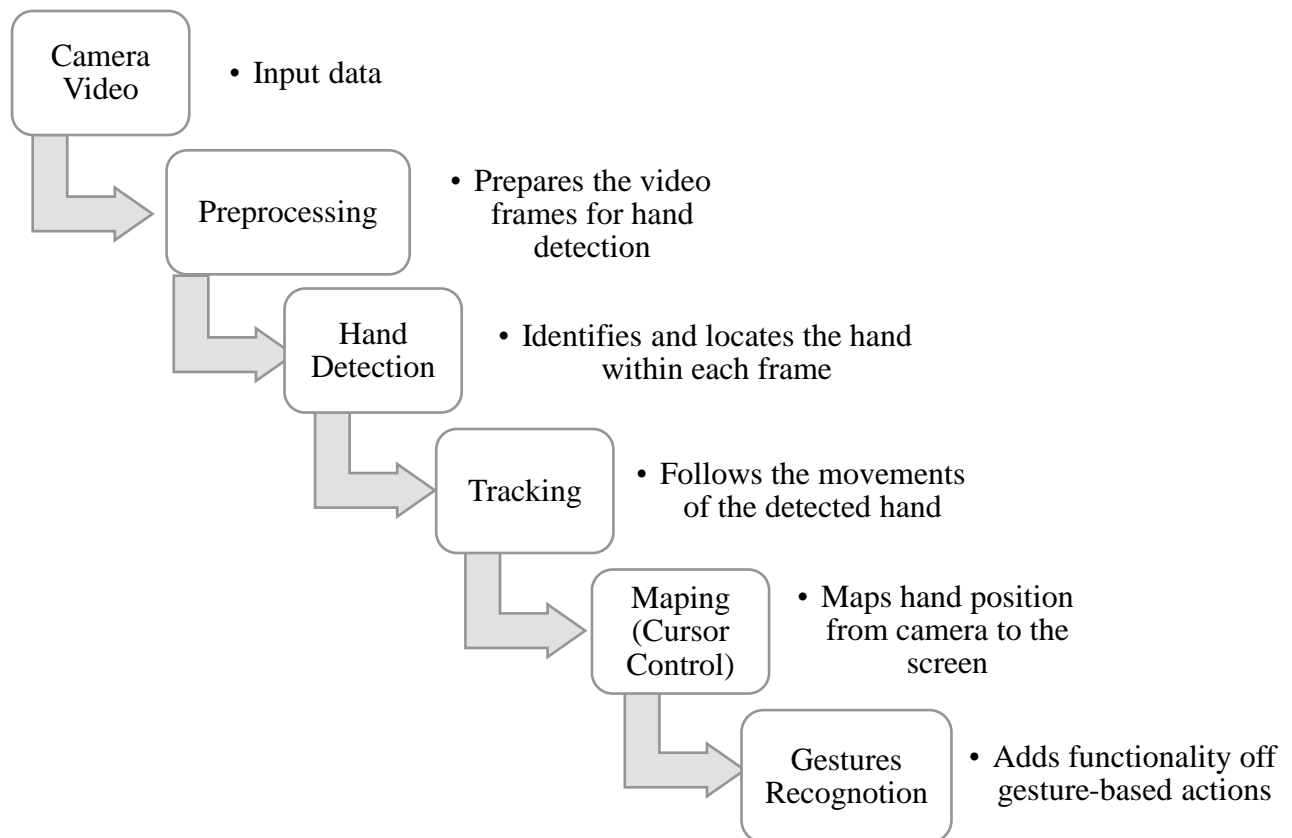 Camera
Video
• Input data
Preprocessing
• Prepares the video
frames for hand
detection
Hand
Detection
• Identifies and locates the hand
within each frame
Tracking
• Follows the movements
of the detected hand
Maping
(Cursor
Control)
• Maps hand position
from camera to the
screen
Gestures
Recognotion
• Adds functionality off
gesture-based actions